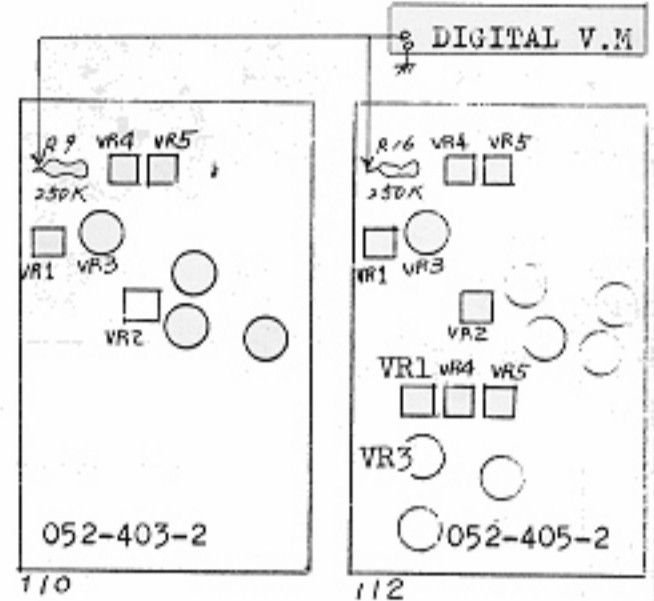 DIGITAL V.M
R9 VR4 VR5
250K
VR1 VR3
VR2
052-403-2
110
R16 VR4 VR5
250K
VR1 VR3
VR2
VR1 VR4 VR5
VR3
052-405-2
112